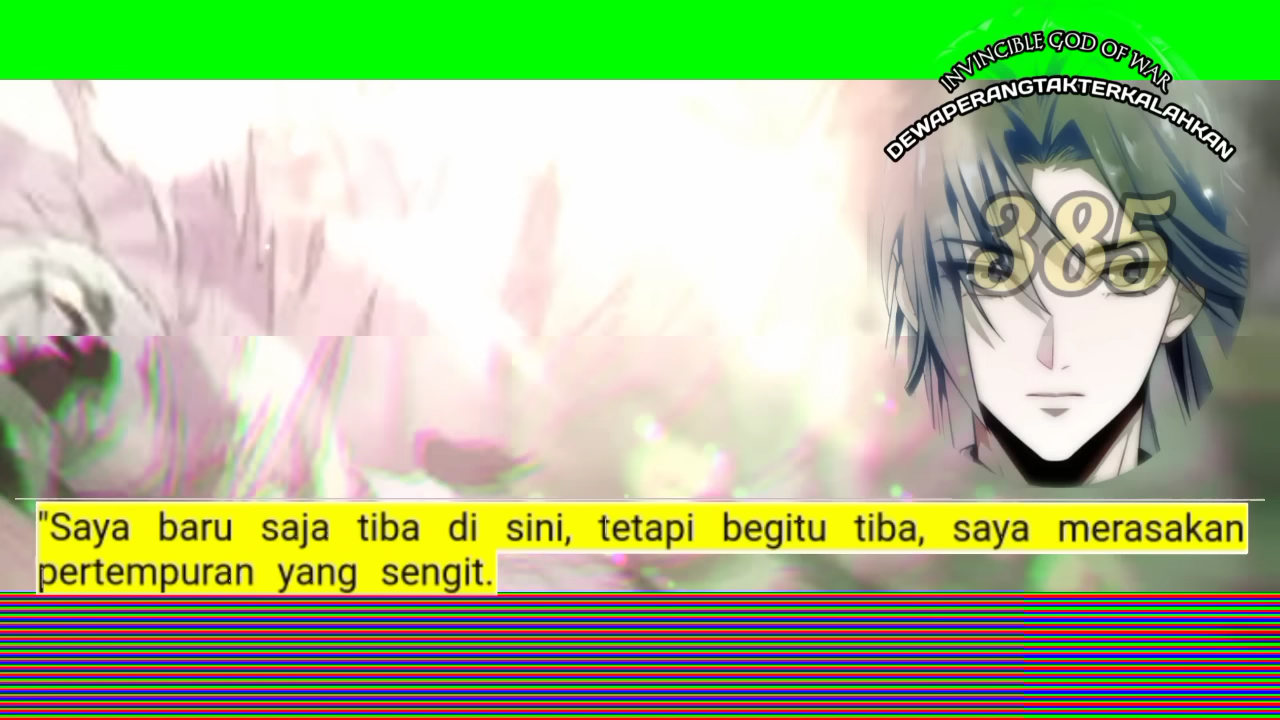 INVINCIBLE GOD OF WAR
DEWAPERANGTAKTERKALAHKAN
385
"Saya baru saja tiba di sini, tetapi begitu tiba, saya merasakan
pertempuran yang sengit.